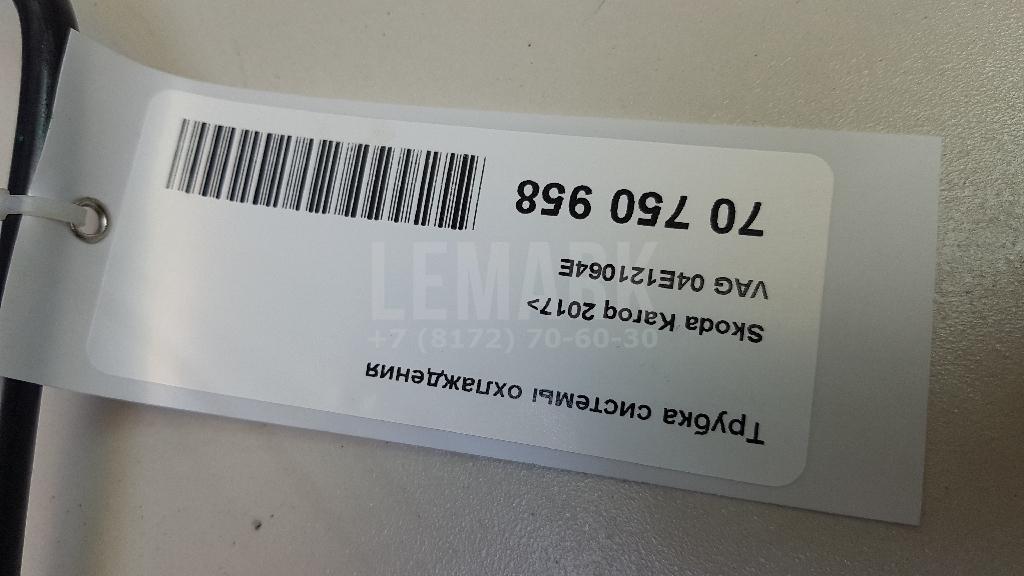 Трубка системы охлаждения
Skoda Karoq 2017>
VAG 04E121064E
70 750 958
LEMARK
+7 (8172) 70-60-30